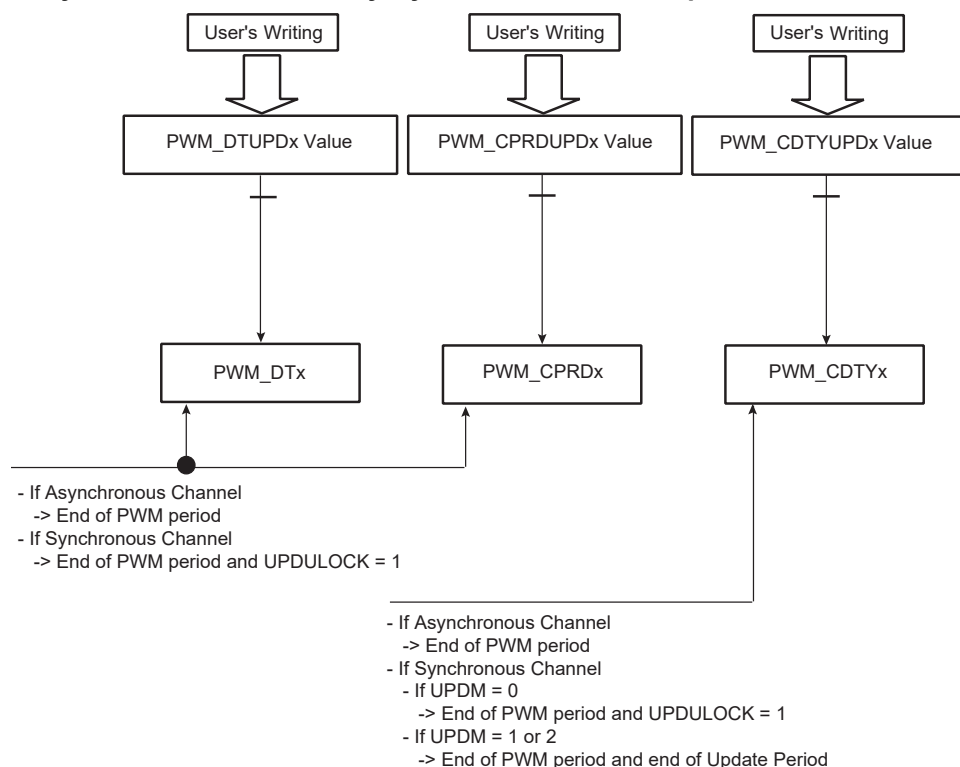 User's Writing
User's Writing
User's Writing
PWM_DTUPDx Value
PWM_CPRDUPDx Value
PWM_CDTYUPDx Value
PWM_DTx
PWM_CPRDx
PWM_CDTYx
- If Asynchronous Channel
-> End of PWM period
- If Synchronous Channel
-> End of PWM period and UPDULOCK = 1
- If Asynchronous Channel
-> End of PWM period
- If Synchronous Channel
- If UPDM = 0
-> End of PWM period and UPDULOCK = 1
- If UPDM = 1 or 2
-> End of PWM period and end of Update Period